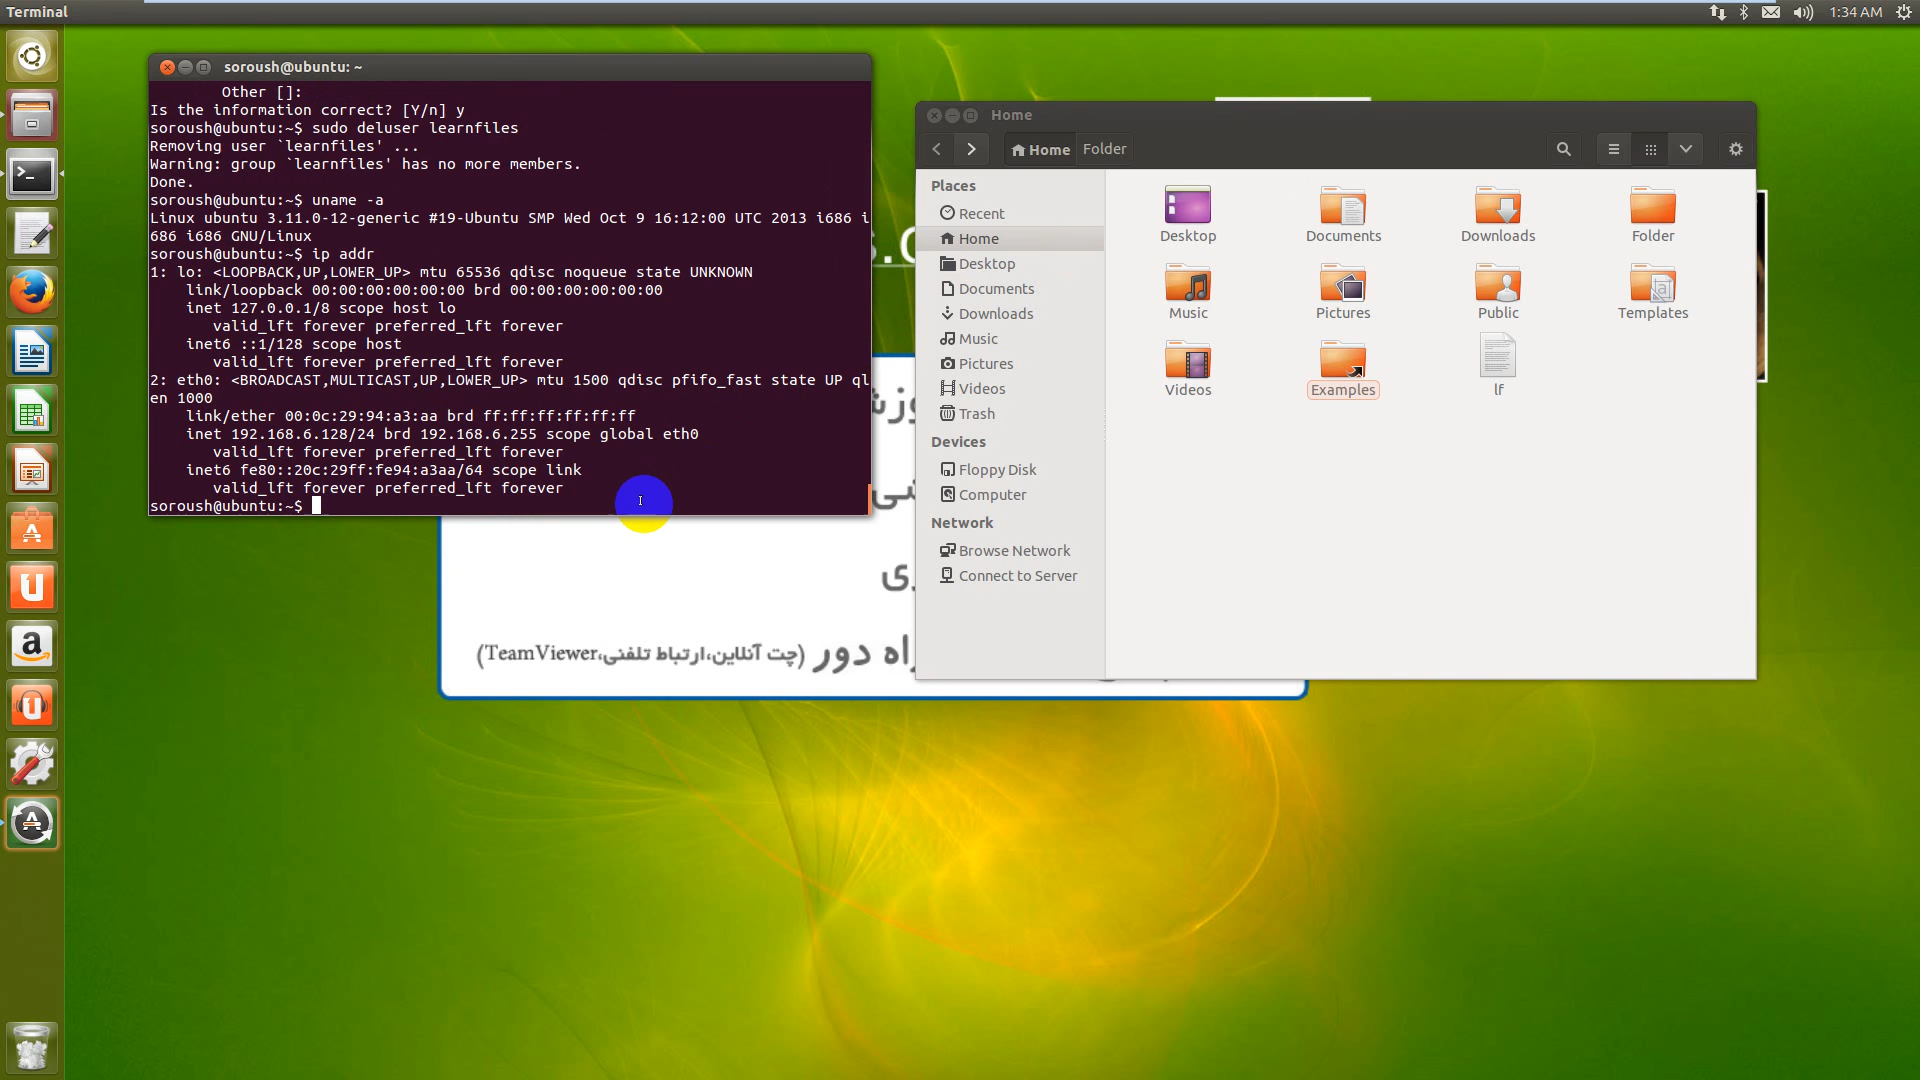 Terminal
1:34 AM
soroush@ubuntu: ~
Other []:
Is the information correct? [Y/n] y
soroush@ubuntu:~$ sudo deluser learnfiles
Removing user `learnfiles' ...
Warning: group `learnfiles' has no more members.
Done.
soroush@ubuntu:~$ uname -a
Linux ubuntu 3.11.0-12-generic #19-Ubuntu SMP Wed Oct 9 16:12:00 UTC 2013 i686 i
686 i686 GNU/Linux
soroush@ubuntu:~$ ip addr
1: lo: <LOOPBACK,UP,LOWER_UP> mtu 65536 qdisc noqueue state UNKNOWN
link/loopback 00:00:00:00:00:00 brd 00:00:00:00:00:00
inet 127.0.0.1/8 scope host lo
valid_lft forever preferred_lft forever
inet6 ::1/128 scope host
valid_lft forever preferred_lft forever
2: eth0: <BROADCAST,MULTICAST,UP,LOWER_UP> mtu 1500 qdisc pfifo_fast state UP ql
en 1000
link/ether 00:0c:29:94:a3:aa brd ff:ff:ff:ff:ff:ff
inet 192.168.6.128/24 brd 192.168.6.255 scope global eth0
valid_lft forever preferred_lft forever
inet6 fe80::20c:29ff:fe94:a3aa/64 scope link
valid_lft forever preferred_lft forever
soroush@ubuntu:~$
Home
Home Folder
Places
Recent
Home
Desktop
Documents
Downloads
Music
Pictures
Videos
Trash
Devices
Floppy Disk
Computer
Network
Browse Network
Connect to Server
Desktop Documents Downloads Folder
Music Pictures Public Templates
Videos Examples lf
دور (چت آنلاین،ارتباط تلفنی،TeamViewer)